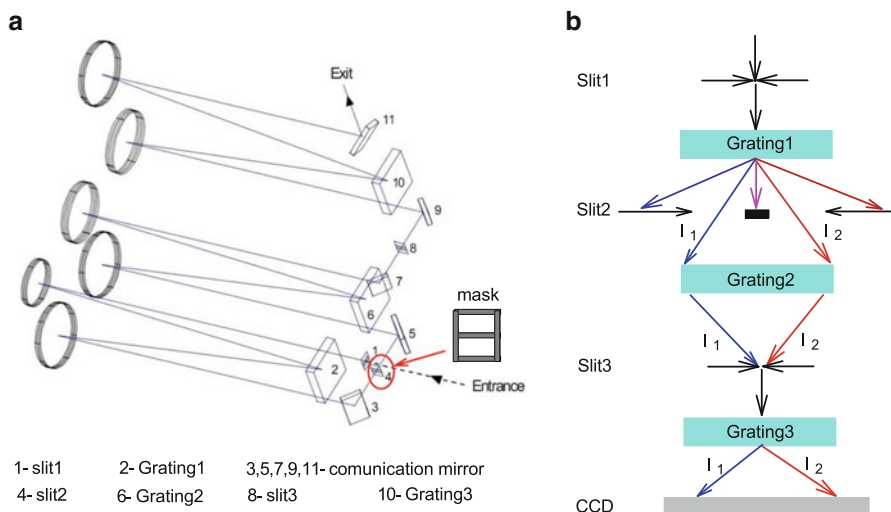 a
Exit
11
10
9
8
7
6
5
mask
1
2
4
3
Entrance
1- slit1 2- Grating1 3,5,7,9,11- comunication mirror
4- slit2 6- Grating2 8- slit3 10- Grating3
b
Slit1
Grating1
Slit2
I 1 I 2
Grating2
I 1 I 2
Slit3
Grating3
I 1 I 2
CCD